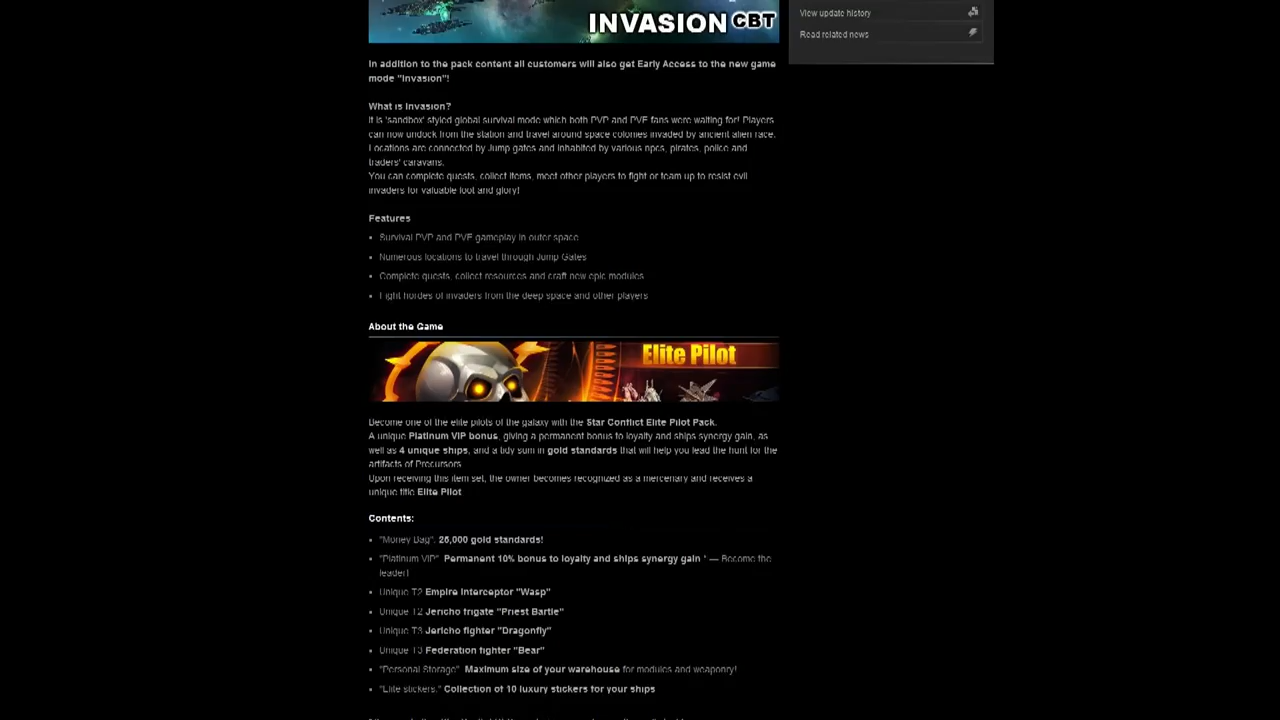 INVASION CBT
View update history
Read related news
In addition to the pack content all customers will also get Early Access to the new game
mode "Invasion"!
What is Invasion?
It is 'sandbox' styled global survival mode which both PVP and PVE fans were waiting for! Players
can now undock from the station and travel around space colonies invaded by ancient alien race.
Locations are connected by Jump gates and inhabited by various npcs, pirates, police and
traders' caravans.
You can complete quests, collect items, meet other players to fight or team up to resist evil
invaders for valuable loot and glory!
Features
Survival PVP and PVE gameplay in outer space
Numerous locations to travel through Jump Gates
Complete quests, collect resources and craft new epic modules
Fight hordes of invaders from the deep space and other players
About the Game
Elite Pilot
Become one of the elite pilots of the galaxy with the Star Conflict Elite Pilot Pack.
A unique Platinum VIP bonus, giving a permanent bonus to loyalty and ships synergy gain, as
well as 4 unique ships, and a tidy sum in gold standards that will help you lead the hunt for the
artifacts of Precursors
Upon receiving this item set, the owner becomes recognized as a mercenary and receives a
unique title Elite Pilot
Contents:
"Money Bag". 25,000 gold standards!
"Platinum VIP" Permanent 10% bonus to loyalty and ships synergy gain * — Become the
leader!
Unique T2 Empire interceptor "Wasp"
Unique T2 Jericho frigate "Priest Bartle"
Unique T3 Jericho fighter "Dragonfly"
Unique T3 Federation fighter "Bear"
"Personal Storage" Maximum size of your warehouse for modules and weaponry!
"Elite stickers." Collection of 10 luxury stickers for your ships